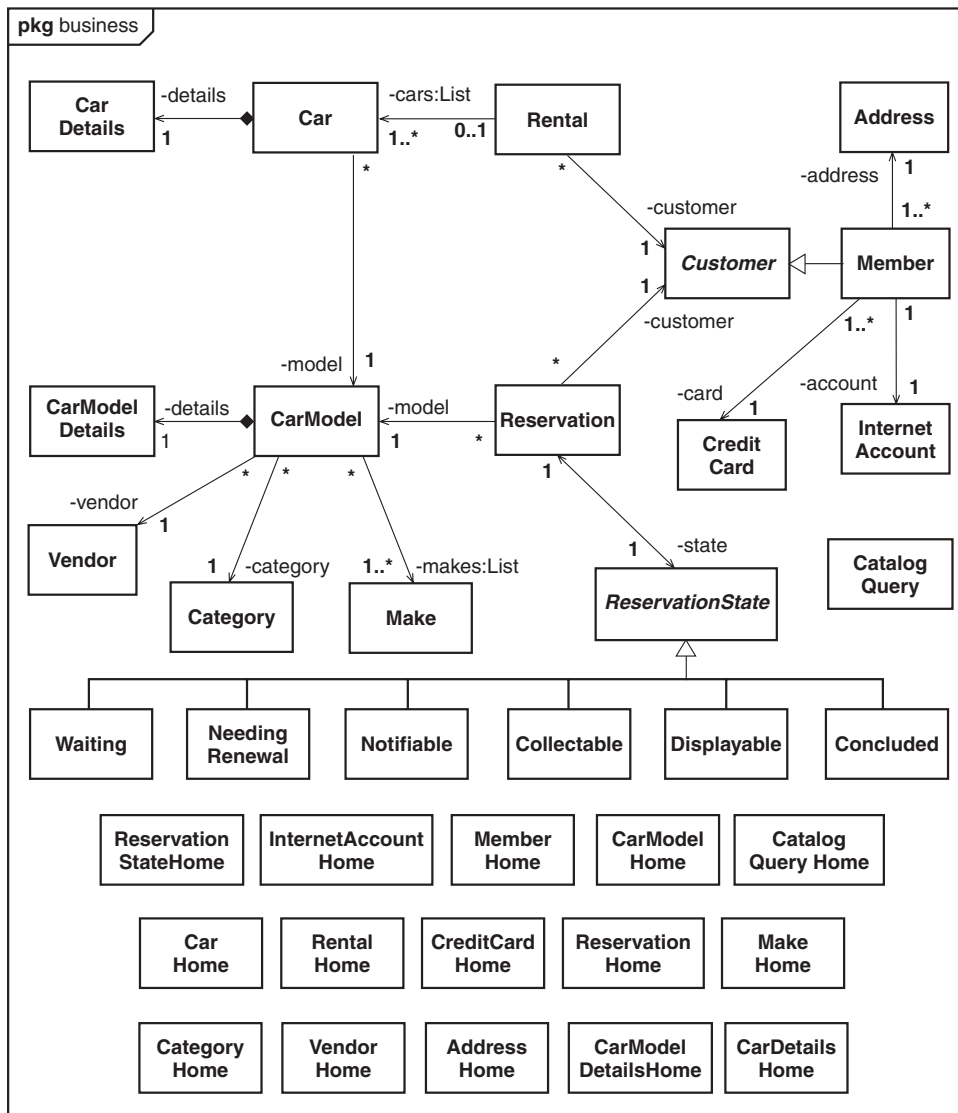 pkg business
-details
-cars:List
Car
Details
Car
Rental
Address
1
1..*
0..1
1
*
*
-address
-customer
1..*
1
Customer
Member
1
-customer
1..*
1
*
-model
1
-card
-account
1
1
CarModel
Details
-details
CarModel
-model
Reservation
Credit
Card
Internet
Account
1
1
*
*
*
*
1
-vendor
1
1
-state
Vendor
1
-category
1..*
-makes:List
Catalog
Query
Category
Make
ReservationState
Waiting
Needing
Renewal
Notifiable
Collectable
Displayable
Concluded
Reservation
StateHome
InternetAccount
Home
Member
Home
CarModel
Home
Catalog
Query Home
Car
Home
Rental
Home
CreditCard
Home
Reservation
Home
Make
Home
Category
Home
Vendor
Home
Address
Home
CarModel
DetailsHome
CarDetails
Home